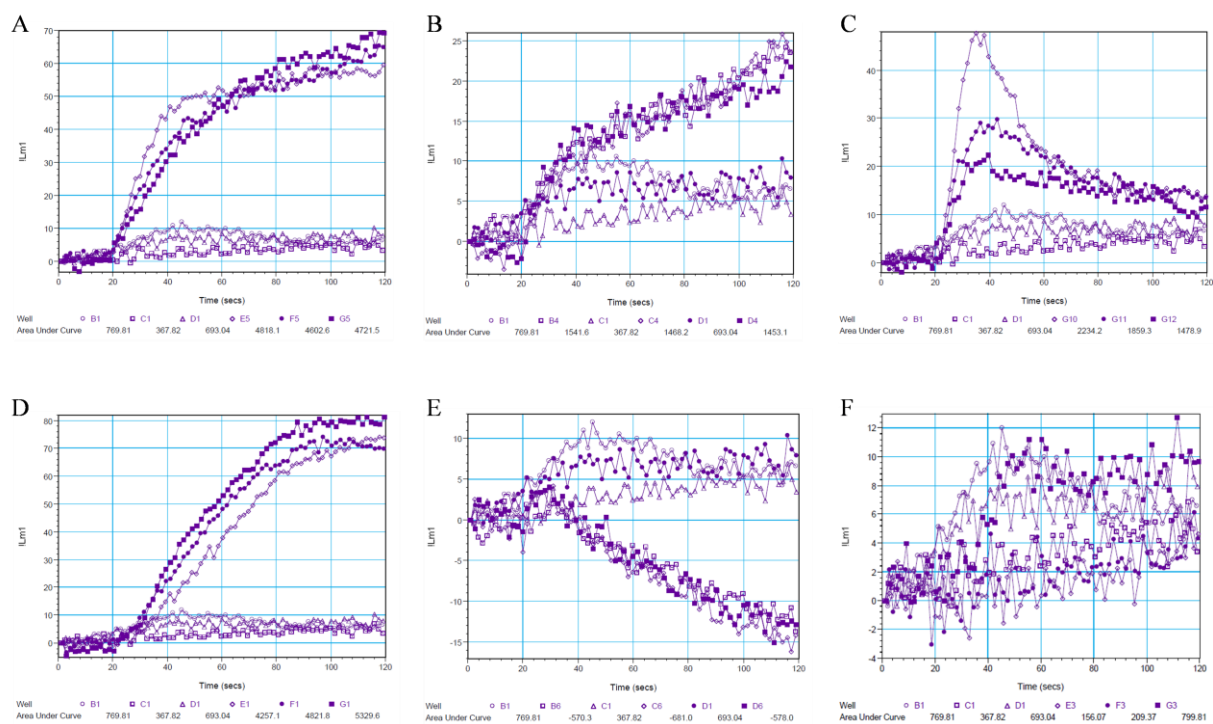 A
70
60
50
40
30
20
10
0
ILm1
0 20 40 60 80 100 120
Time (secs)
Well B1 C1 D1 E5 F5 G5
Area Under Curve 769.81 367.82 693.04 4818.1 4602.6 4721.5
B
25
20
15
10
5
0
ILm1
0 20 40 60 80 100 120
Time (secs)
Well B1 B4 C1 C4 D1 D4
Area Under Curve 769.81 1541.6 367.82 1468.2 693.04 1453.1
C
40
30
20
10
0
ILm1
0 20 40 60 80 100 120
Time (secs)
Well B1 C1 D1 G10 G11 G12
Area Under Curve 769.81 367.82 693.04 2234.2 1859.3 1478.9
D
80
70
60
50
40
30
20
10
0
ILm1
0 20 40 60 80 100 120
Time (secs)
Well B1 C1 D1 E1 F1 G1
Area Under Curve 769.81 367.82 693.04 4257.1 4821.8 5329.6
E
10
5
0
-5
-10
-15
ILm1
0 20 40 60 80 100 120
Time (secs)
Well B1 B6 C1 C6 D1 D6
Area Under Curve 769.81 -570.3 367.82 -681.0 693.04 -578.0
F
12
10
8
6
4
2
0
-2
-4
ILm1
0 20 40 60 80 100 120
Time (secs)
Well B1 C1 D1 E3 F3 G3
Area Under Curve 769.81 367.82 693.04 156.07 209.37 799.81